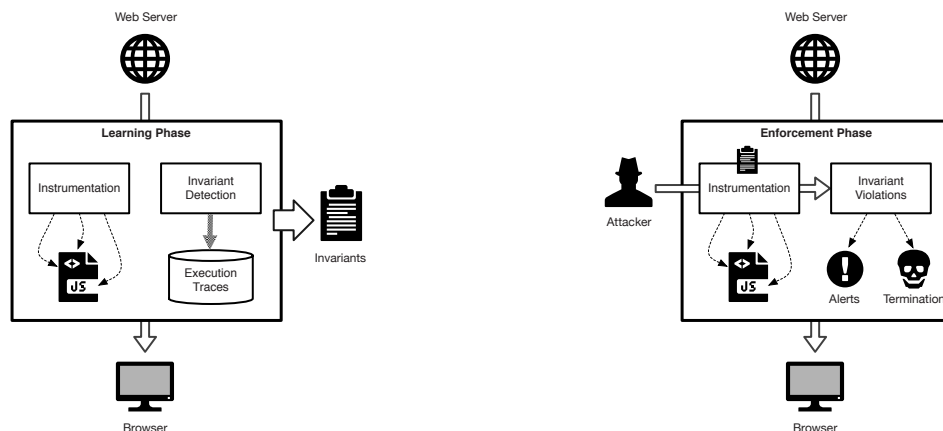 Web Server
Learning Phase
Instrumentation
Invariant
Detection
JS
Execution
Traces
Invariants
Browser
Web Server
Enforcement Phase
Attacker
Instrumentation
Invariant
Violations
JS
Alerts
Termination
Browser